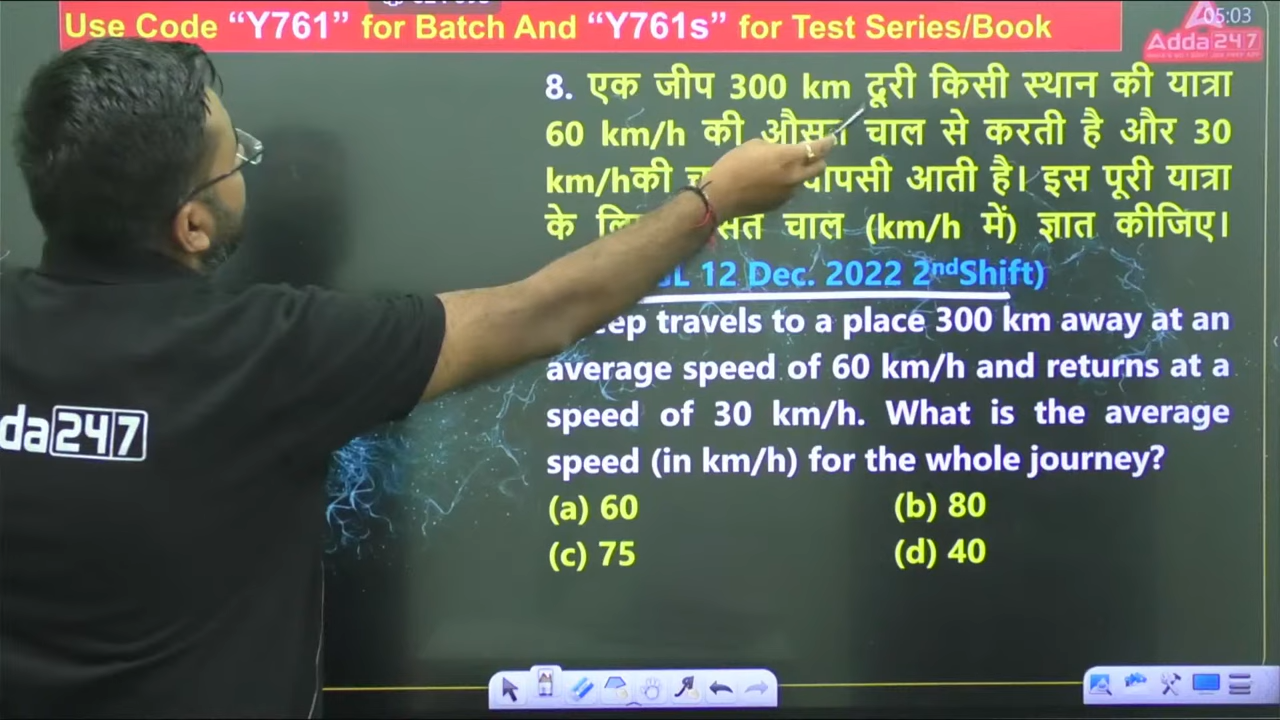 Use Code “Y761” for Batch And “Y761s” for Test Series/Book
05:03
Adda247
8. एक जीप 300 km दूरी किसी स्थान की यात्रा
60 km/h की औसत चाल से करती है और 30
km/hकी वापसी आती है। इस पूरी यात्रा
के चाल (km/h में) ज्ञात कीजिए।
12 Dec. 2022 2ndShift)
travels to a place 300 km away at an
average speed of 60 km/h and returns at a
speed of 30 km/h. What is the average
speed (in km/h) for the whole journey?
(a) 60 (b) 80
(c) 75 (d) 40
da247